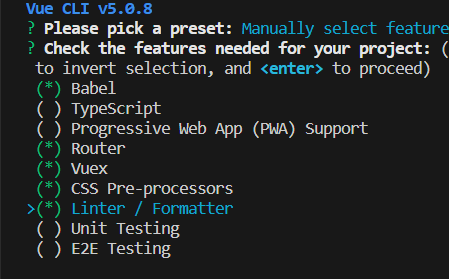 Vue CLI v5.0.8
? Please pick a preset: Manually select feature
? Check the features needed for your project: (
to invert selection, and <enter> to proceed)
(*) Babel
( ) TypeScript
( ) Progressive Web App (PWA) Support
(*) Router
(*) Vuex
(*) CSS Pre-processors
>(*) Linter / Formatter
( ) Unit Testing
( ) E2E Testing